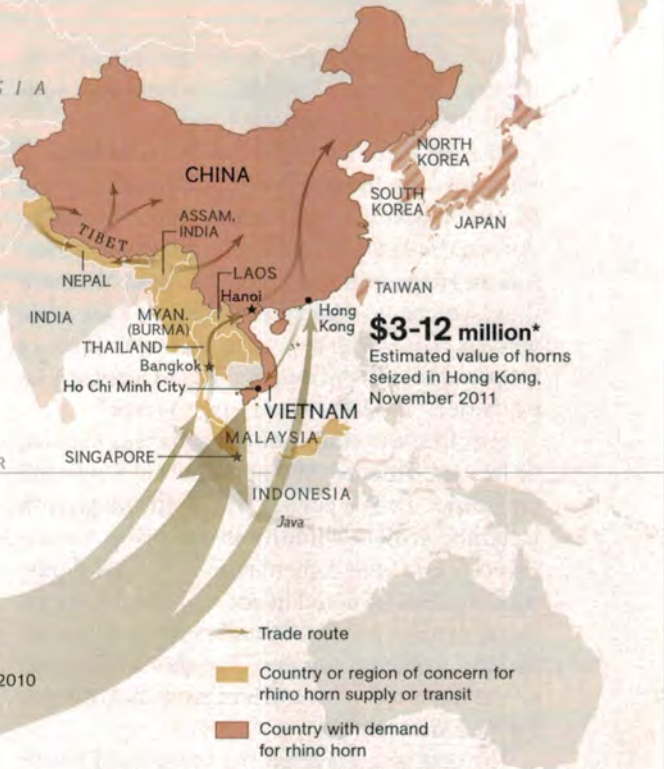 SIA
CHINA
NORTH
KOREA
SOUTH
KOREA
JAPAN
TIBET
ASSAM,
INDIA
NEPAL
LAOS
Hanoi
TAIWAN
INDIA
MYAN.
(BURMA)
Hong
Kong
THAILAND
Bangkok
Ho Chi Minh City
VIETNAM
$3-12 million*
Estimated value of horns
seized in Hong Kong,
November 2011
MALAYSIA
SINGAPORE
R
INDONESIA
Java
Trade route
2010
Country or region of concern for
rhino horn supply or transit
Country with demand
for rhino horn